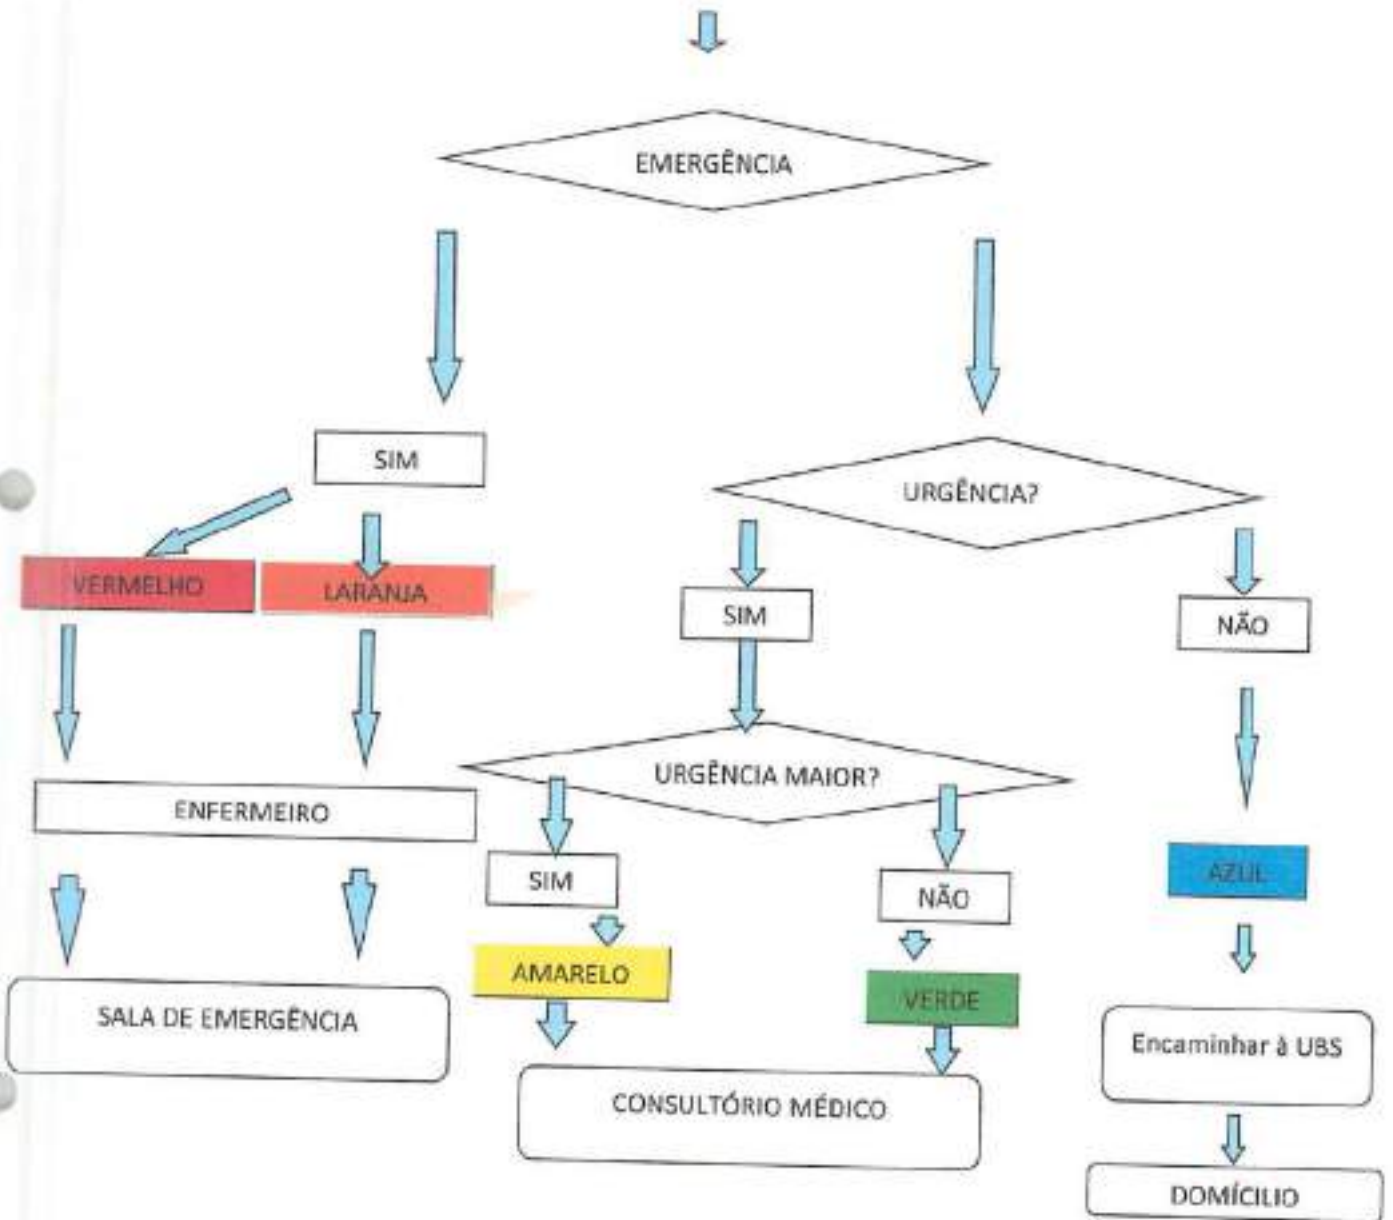 EMERGÊNCIA
SIM
URGÊNCIA?
VERMELHO
LARANJA
SIM
NÃO
URGÊNCIA MAIOR?
ENFERMEIRO
SIM
NÃO
AZUL
AMARELO
VERDE
SALA DE EMERGÊNCIA
Encaminhar à UBS
CONSULTÓRIO MÉDICO
DOMÍCILIO